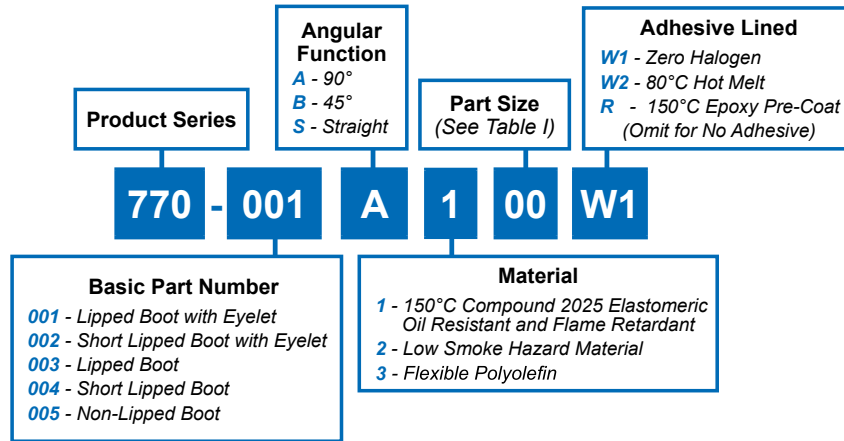 Angular
Function
A - 90°
B - 45°
S - Straight
Adhesive Lined
W1 - Zero Halogen
W2 - 80°C Hot Melt
R - 150°C Epoxy Pre-Coat
(Omit for No Adhesive)
Product Series
Part Size
(See Table I)
770 - 001 A 1 00 W1
Basic Part Number
001 - Lipped Boot with Eyelet
002 - Short Lipped Boot with Eyelet
003 - Lipped Boot
004 - Short Lipped Boot
005 - Non-Lipped Boot
Material
1 - 150°C Compound 2025 Elastomeric
Oil Resistant and Flame Retardant
2 - Low Smoke Hazard Material
3 - Flexible Polyolefin